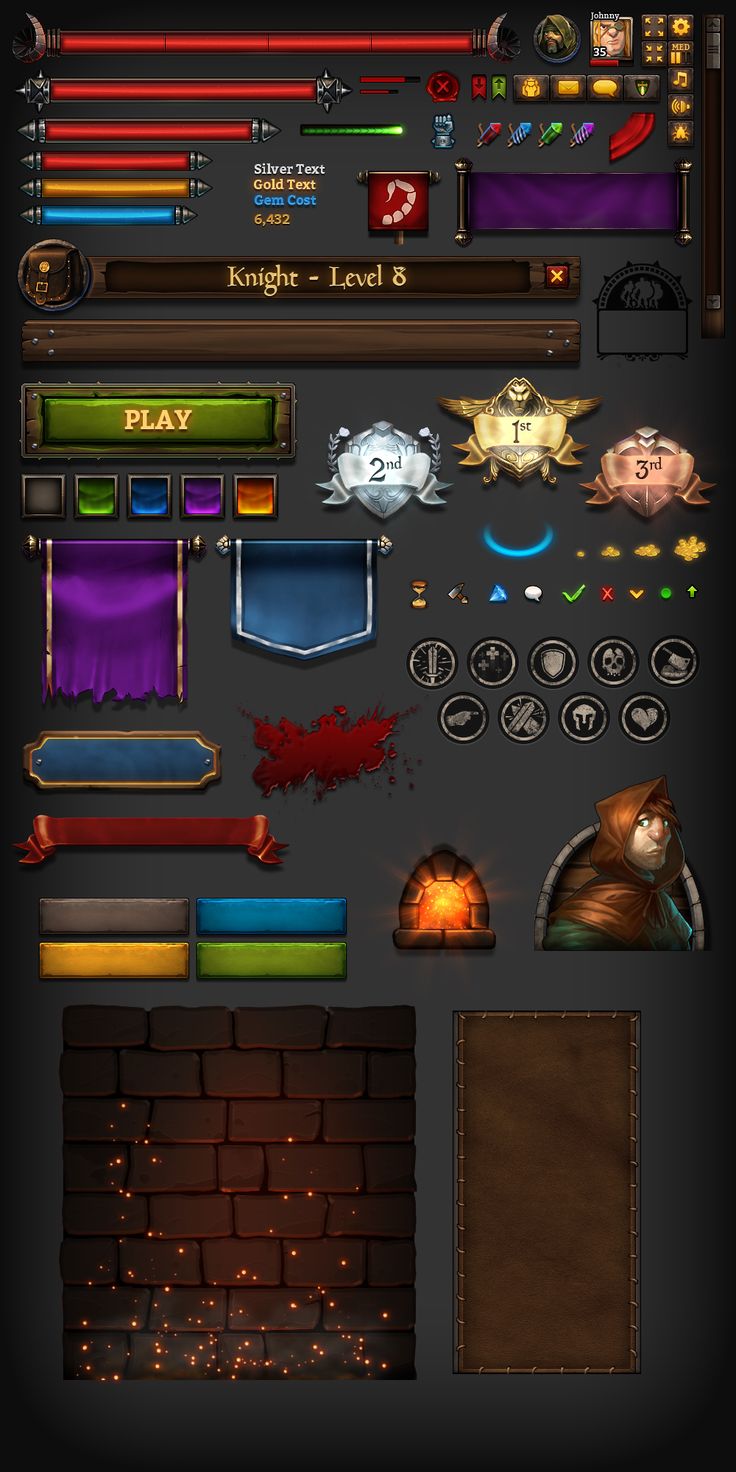 Johnny
35
MED
Silver Text
Gold Text
Gem Cost
6,432
Knight - Level 8
PLAY
1st
2nd
3rd